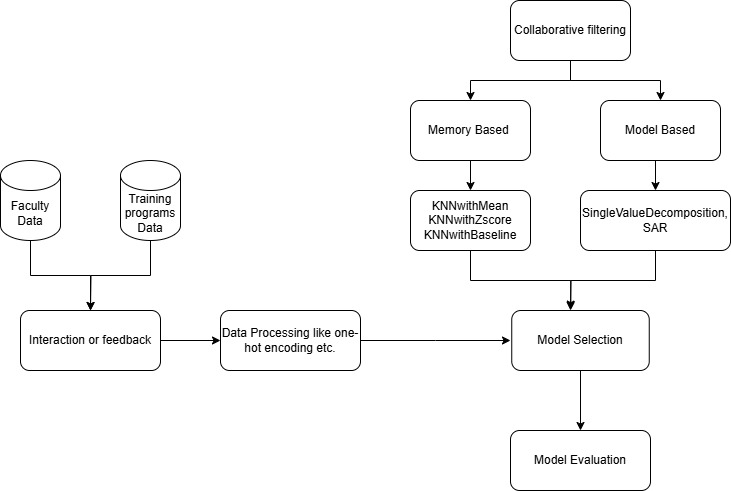 Collaborative filtering
Memory Based
Model Based
Faculty
Data
Training
programs
Data
KNNwithMean
KNNwithZscore
KNNwithBaseline
SingleValueDecomposition,
SAR
Interaction or feedback
Data Processing like one-
hot encoding etc.
Model Selection
Model Evaluation